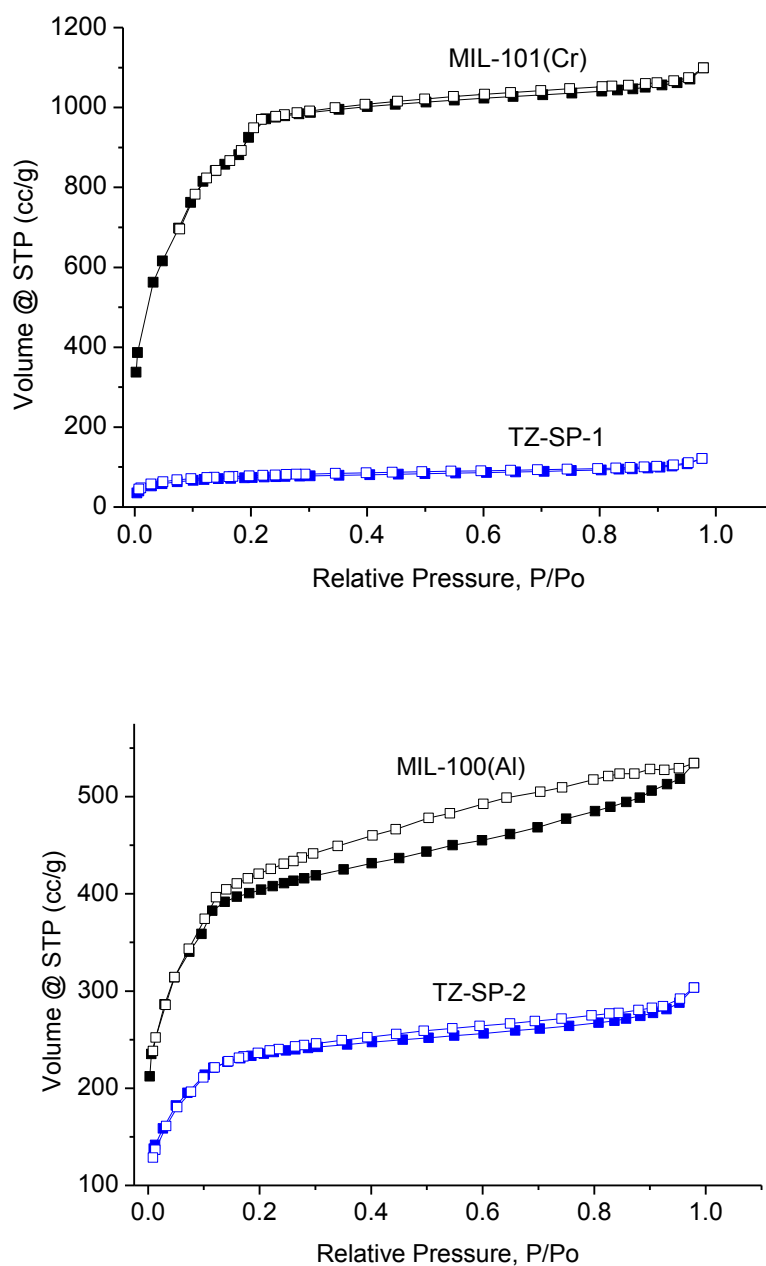 1200
1000
800
600
400
200
0
Volume @ STP (cc/g)
MIL-101(Cr)
TZ-SP-1
0.0 0.2 0.4 0.6 0.8 1.0
Relative Pressure, P/Po
500
400
300
200
100
Volume @ STP (cc/g)
MIL-100(Al)
TZ-SP-2
0.0 0.2 0.4 0.6 0.8 1.0
Relative Pressure, P/Po